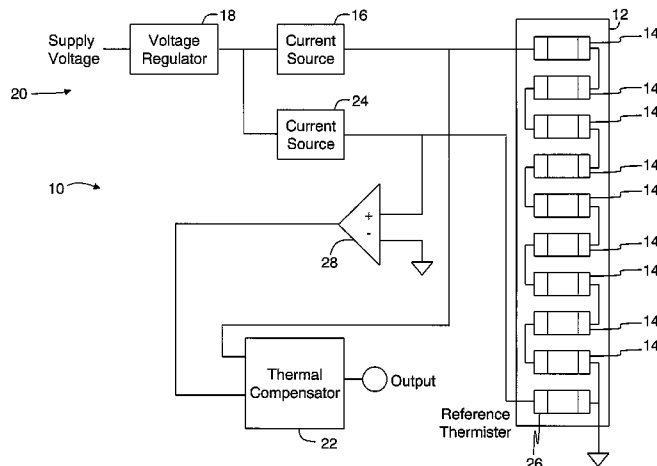 18
16
12
Supply
Voltage
Voltage
Regulator
Current
Source
14
20
24
14
Current
Source
14
14
10
14
+
-
28
14
14
14
14
Thermal
Compensator
Output
22
Reference
Thermister
26